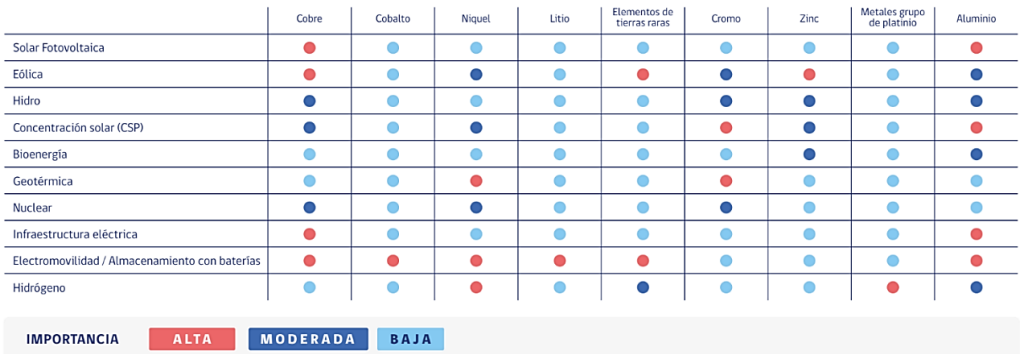 Cobre Cobalto Niquel Litio Elementos de tierras raras Cromo Zinc Metales grupo de platinio Aluminio
Solar Fotovoltaica
Eólica
Hidro
Concentración solar (CSP)
Bioenergía
Geotérmica
Nuclear
Infraestructura eléctrica
Electromovilidad / Almacenamiento con baterías
Hidrógeno
IMPORTANCIA ALTA MODERADA BAJA